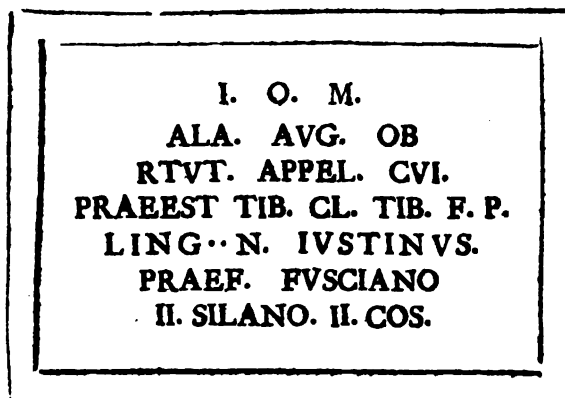 I. O. M.
ALA. AVG. OB
RTVT. APPEL. CVI.
PRAEEST TIB. CL. TIB. F. P.
LING·· N. IVSTINVS.
PRAEF. FVSCIANO
II. SILANO. II. COS.